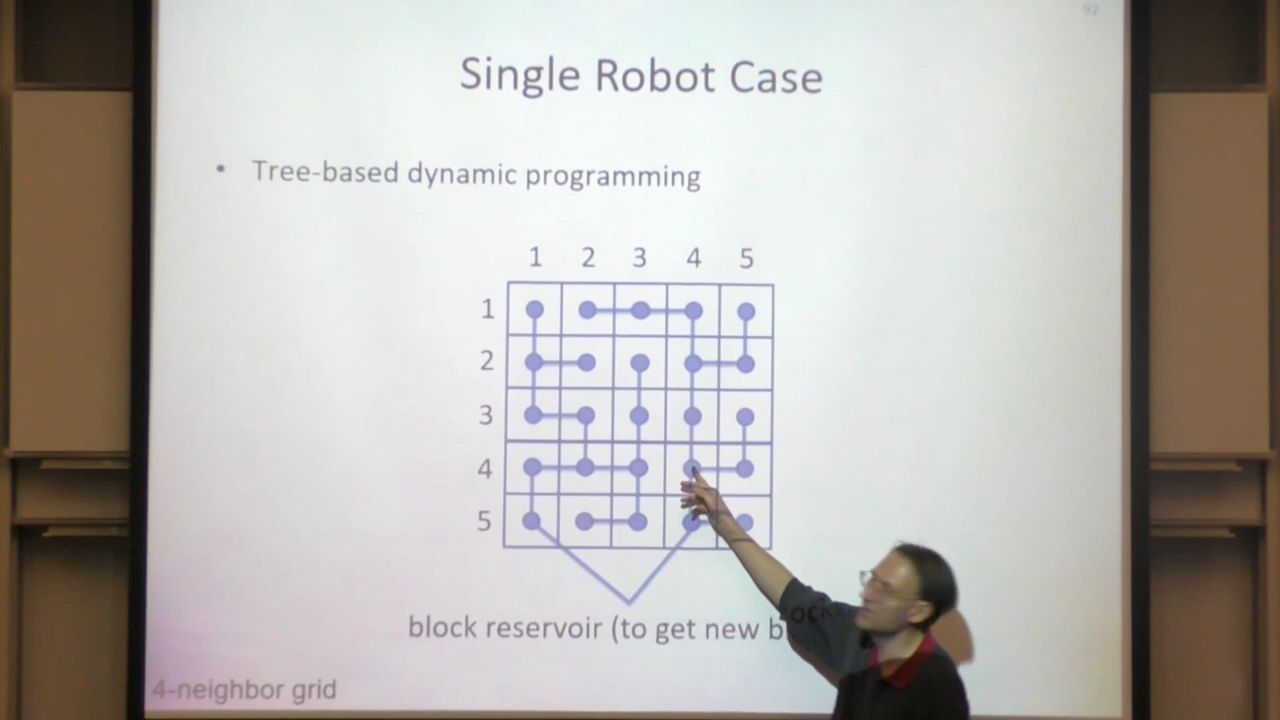 92
Single Robot Case
• Tree-based dynamic programming
1 2 3 4 5
1
2
3
4
5
block reservoir (to get new
4-neighbor grid